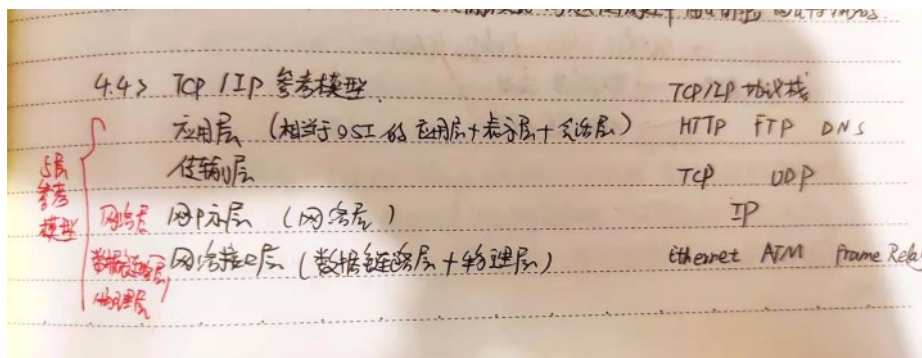 4.4.3 TCP/IP 参考模型 TCP/IP 协议栈
应用层 (相当于OSI的 应用层+表示层+会话层) HTTP FTP DNS
传输层 TCP UDP
5层
参考
模型
网络层 网际层 (网络层) IP
数据链路层 网络接口层 (数据链路层+物理层) Ethernet ATM Frame Rela
物理层